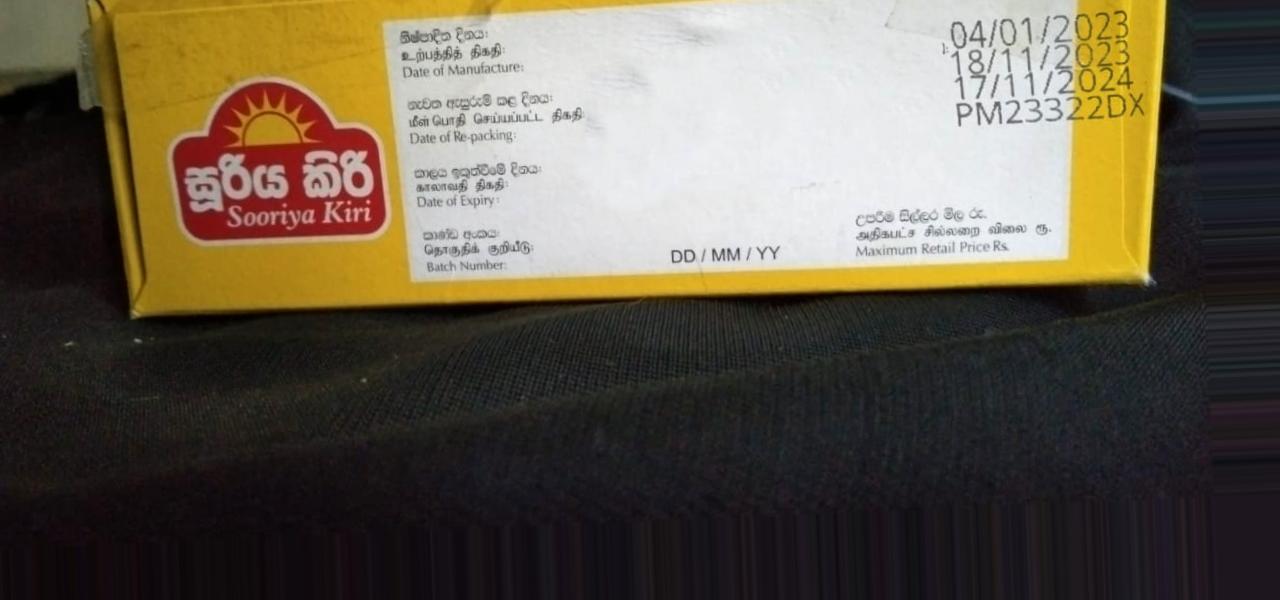 සූරිය කිරි
Sooriya Kiri
නිෂ්පාදිත දිනය:
உற்பத்தித் திகதி:
Date of Manufacture:
නැවත ඇසුරුම් කළ දිනය:
மீள் பொதி செய்யப்பட்ட திகதி:
Date of Re-packing:
කාලය ඉකුත්වීමේ දිනය:
காலாவதி திகதி:
Date of Expiry:
කාණ්ඩ අංකය:
தொகுதிக் குறியீடு:
Batch Number:
DD / MM / YY
04/01/2023
18/11/2023
17/11/2024
PM23322DX
උපරිම සිල්ලර මිල රු.
அதிகபட்ச சில்லறை விலை ரூ.
Maximum Retail Price Rs.